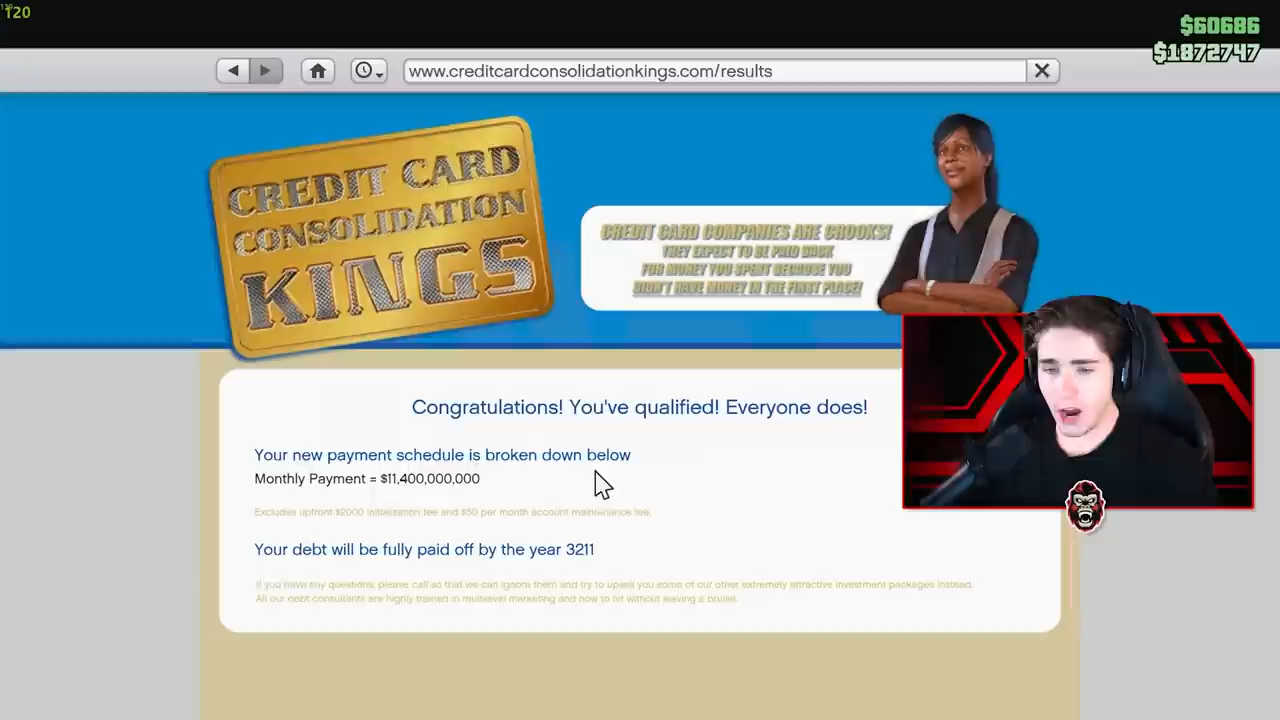 120
$60686
$1872747
www.creditcardconsolidationkings.com/results
CREDIT CARD
CONSOLIDATION
KINGS
CREDIT CARD COMPANIES ARE CROOKS!
THEY EXPECT TO BE PAID BACK
FOR MONEY YOU SPENT BECAUSE YOU
DIDN'T HAVE MONEY IN THE FIRST PLACE!
Congratulations! You've qualified! Everyone does!
Your new payment schedule is broken down below
Monthly Payment = $11,400,000,000
Excludes upfront $2000 initialization fee and $50 per month account maintenance fee.
Your debt will be fully paid off by the year 3211
If you have any questions, please call so that we can ignore them and try to upsell you some of our other extremely attractive investment packages instead.
All our debt consultants are highly trained in multilevel marketing and how to hit without leaving a bruise.